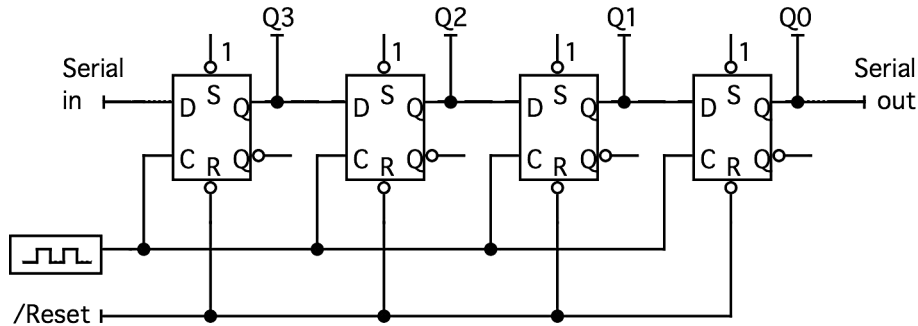 Q3 Q2 Q1 Q0
1 1 1 1
Serial in
Serial out
S S S S
D Q D Q D Q D Q
C Q C Q C Q C Q
R R R R
/Reset